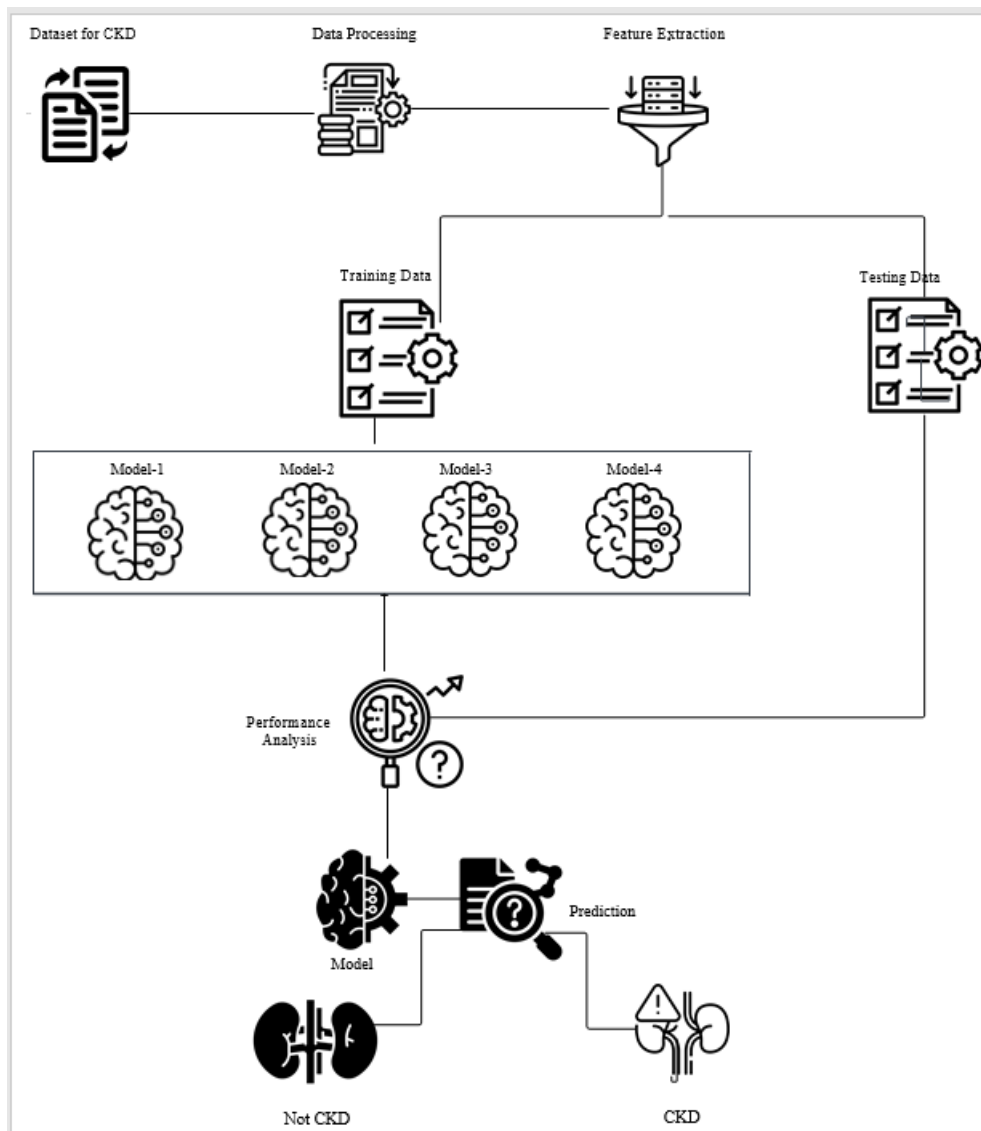 Dataset for CKD
Data Processing
Feature Extraction
Training Data
Testing Data
Model-1
Model-2
Model-3
Model-4
Performance
Analysis
?
?
Prediction
Model
!
Not CKD
CKD